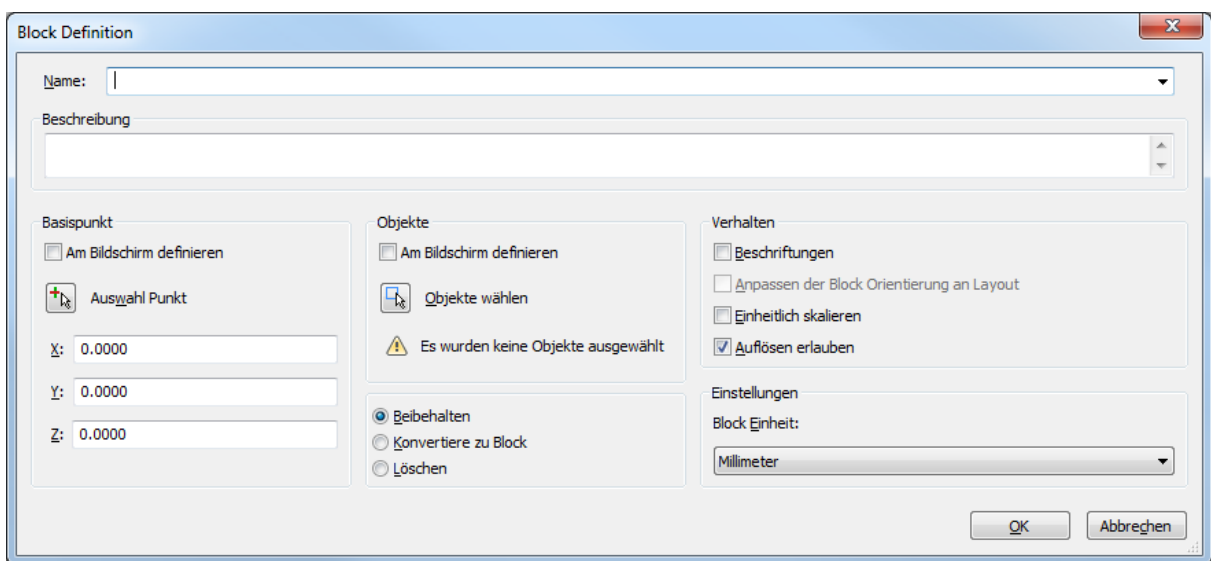 Block Definition
Name:
Beschreibung
Basispunkt
Am Bildschirm definieren
Auswahl Punkt
X: 0.0000
Y: 0.0000
Z: 0.0000
Objekte
Am Bildschirm definieren
Objekte wählen
Es wurden keine Objekte ausgewählt
Beibehalten
Konvertiere zu Block
Löschen
Verhalten
Beschriftungen
Anpassen der Block Orientierung an Layout
Einheitlich skalieren
Auflösen erlauben
Einstellungen
Block Einheit:
Millimeter
OK Abbrechen